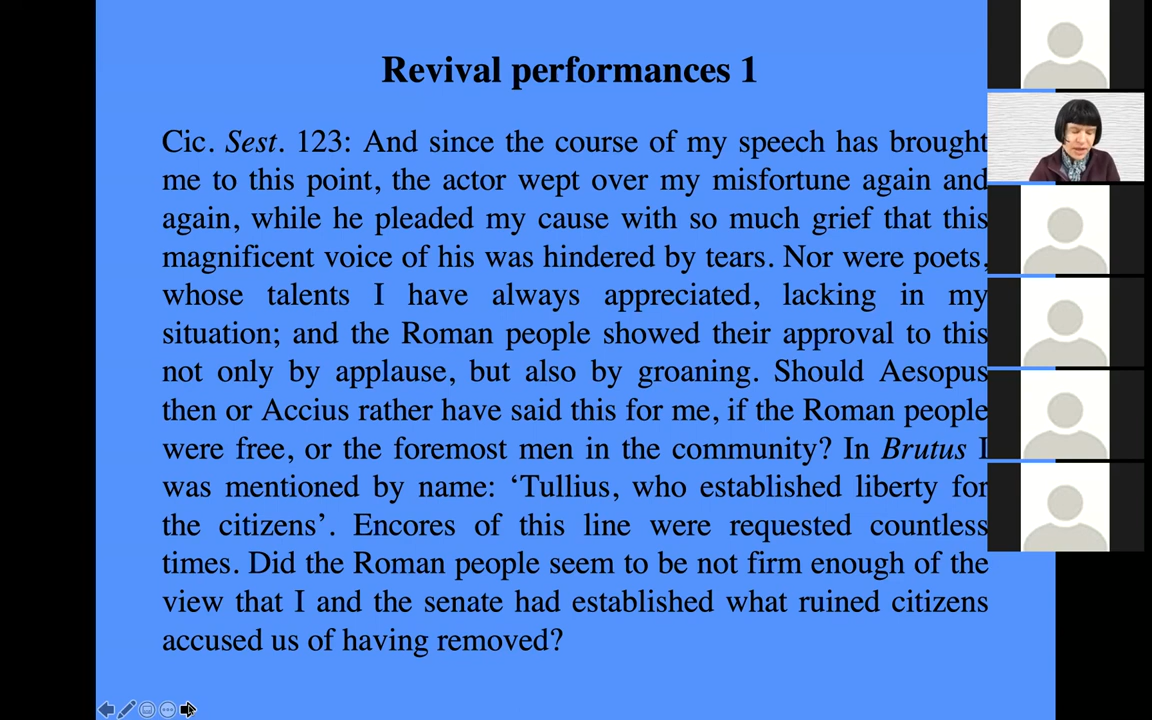 Revival performances 1
Cic. Sest. 123: And since the course of my speech has brought
me to this point, the actor wept over my misfortune again and
again, while he pleaded my cause with so much grief that this
magnificent voice of his was hindered by tears. Nor were poets,
whose talents I have always appreciated, lacking in my
situation; and the Roman people showed their approval to this
not only by applause, but also by groaning. Should Aesopus
then or Accius rather have said this for me, if the Roman people
were free, or the foremost men in the community? In Brutus I
was mentioned by name: ‘Tullius, who established liberty for
the citizens’. Encores of this line were requested countless
times. Did the Roman people seem to be not firm enough of the
view that I and the senate had established what ruined citizens
accused us of having removed?